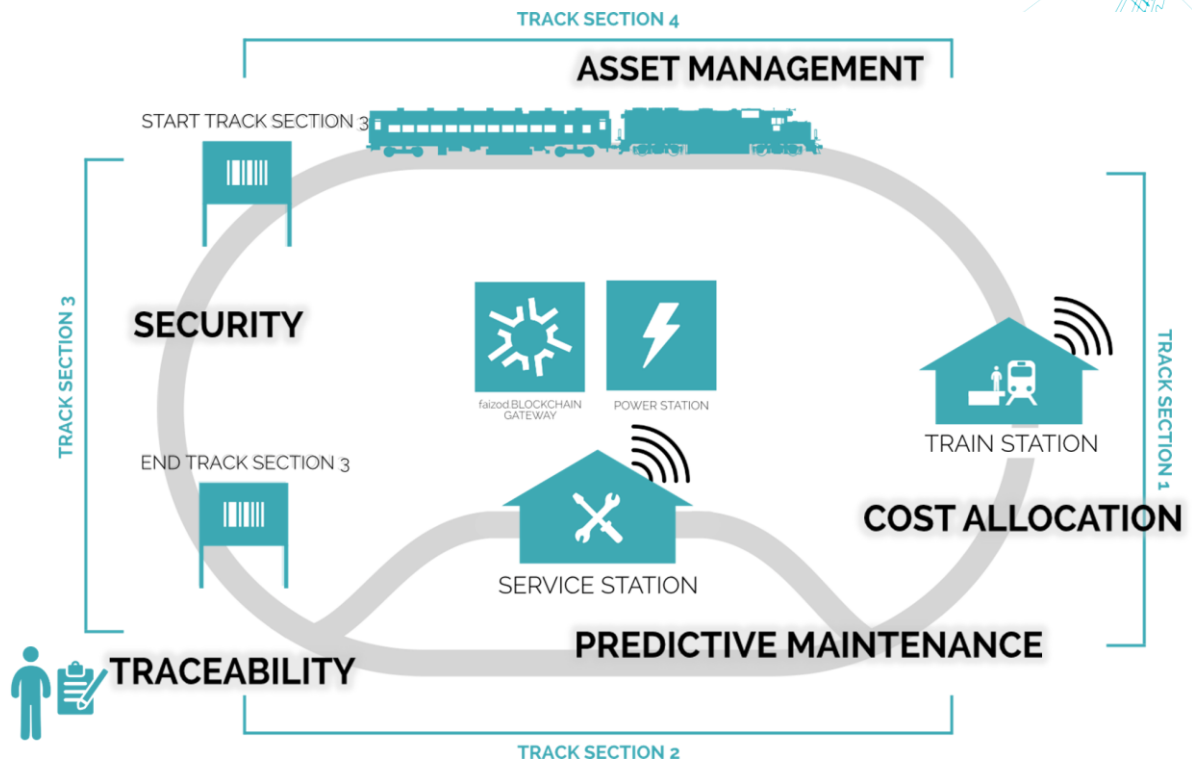 TRACK SECTION 4
ASSET MANAGEMENT
START TRACK SECTION 3
TRACK SECTION 3
SECURITY
faizod BLOCKCHAIN
GATEWAY
POWER STATION
TRAIN STATION
TRACK SECTION 1
END TRACK SECTION 3
COST ALLOCATION
SERVICE STATION
PREDICTIVE MAINTENANCE
TRACEABILITY
TRACK SECTION 2